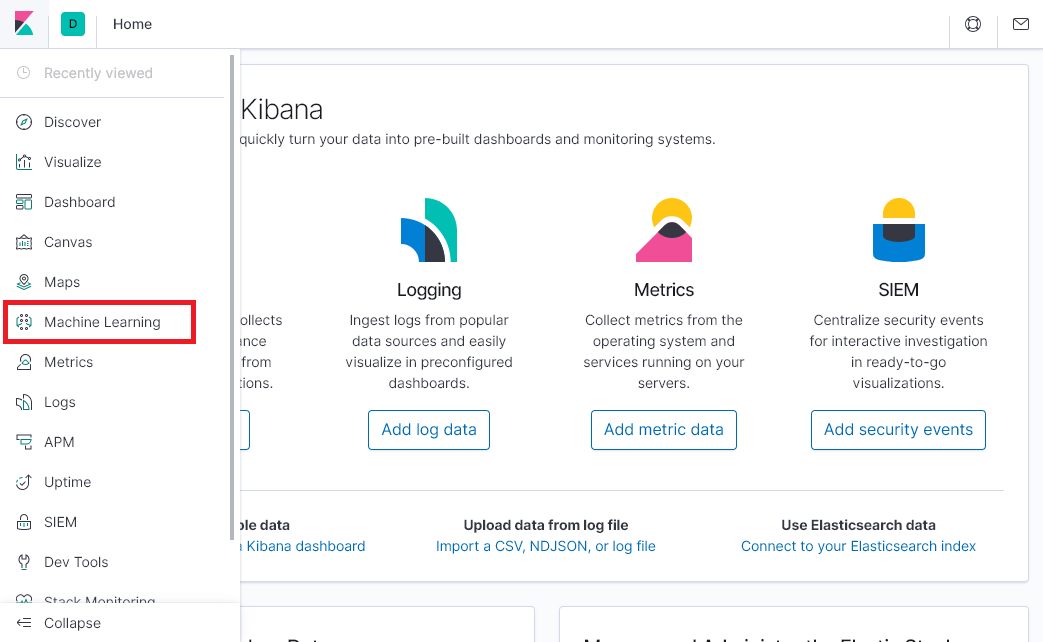 D
Home
Recently viewed
Discover
Visualize
Dashboard
Canvas
Maps
Machine Learning
Metrics
Logs
APM
Uptime
SIEM
Dev Tools
Stack Monitoring
Collapse
Kibana
quickly turn your data into pre-built dashboards and monitoring systems.
Logging
Ingest logs from popular
data sources and easily
visualize in preconfigured
dashboards.
Add log data
Metrics
Collect metrics from the
operating system and
services running on your
servers.
Add metric data
SIEM
Centralize security events
for interactive investigation
in ready-to-go
visualizations.
Add security events
from
data
Kibana dashboard
Upload data from log file
Import a CSV, NDJSON, or log file
Use Elasticsearch data
Connect to your Elasticsearch index